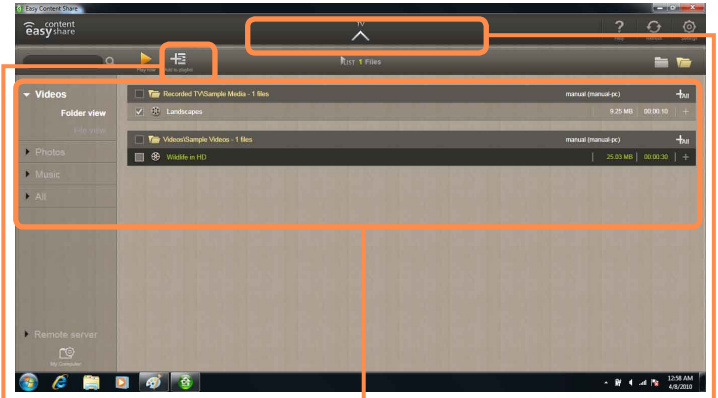 Easy Content Share
content
easy share
TV
Help
Refresh
Settings
Play now
Add to playlist
LIST 1 Files
Videos
Folder view
File view
Photos
Music
All
Recorded TV\Sample Media - 1 files
manual (manual-pc)
All
Landscapes
9.25 MB
00:00:10
Videos\Sample Videos - 1 files
manual (manual-pc)
All
Wildlife in HD
25.03 MB
00:00:30
Remote server
My Computer
12:58 AM
4/8/2010